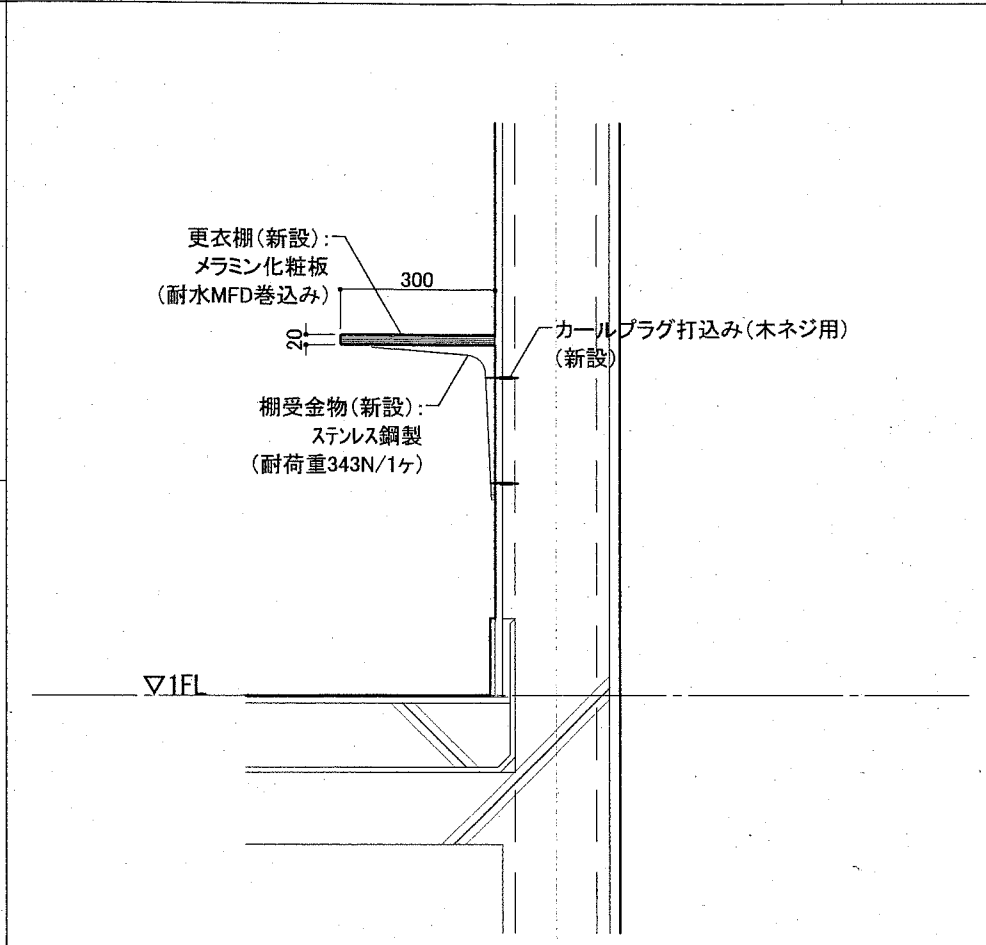 更衣棚(新設):
メラミン化粧板
(耐水MFD巻込み)
300
20
カールプラグ打込み(木ネジ用)
(新設)
棚受金物(新設):
ステンレス鋼製
(耐荷重343N/1ケ)
▽1FL